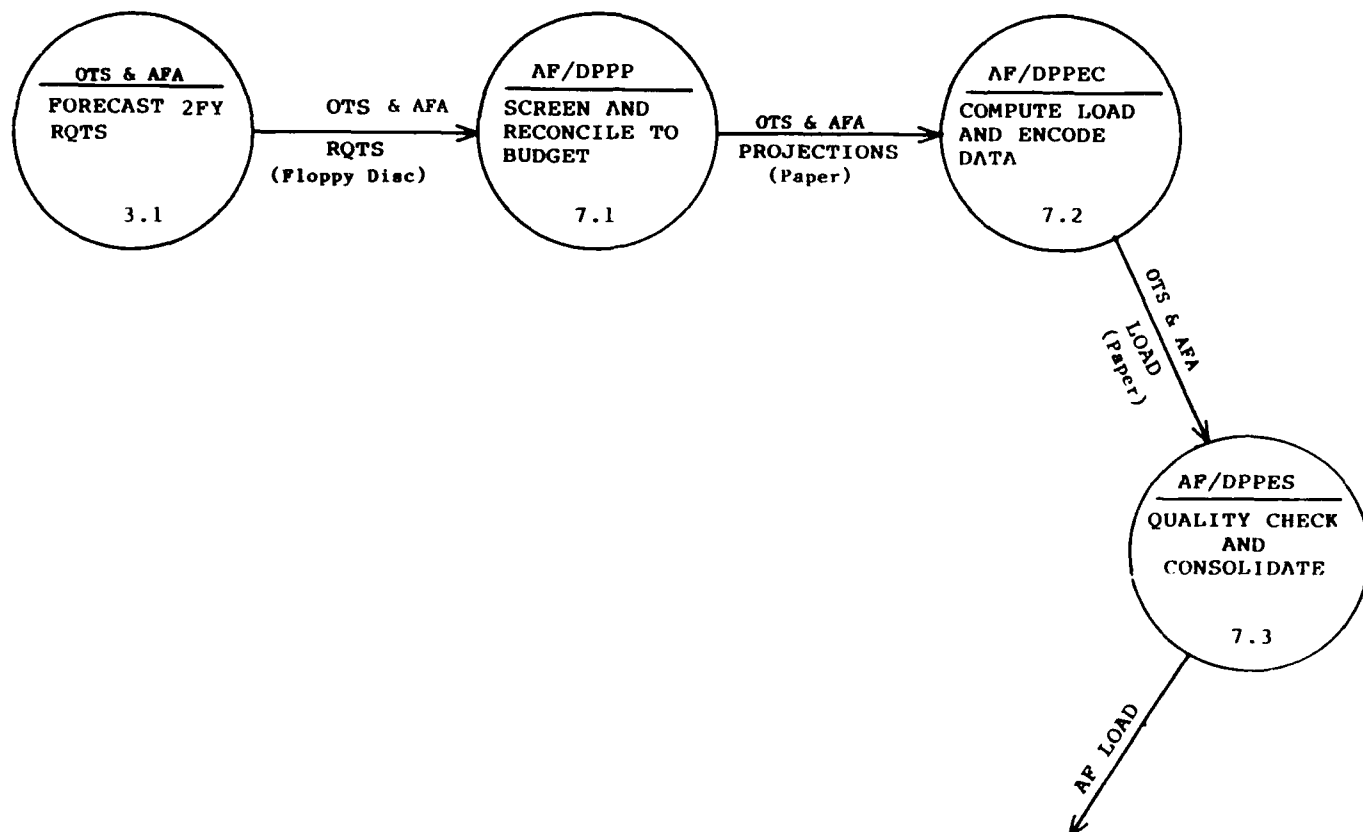 OTS & AFA
FORECAST 2FY
RQTS
3.1
OTS & AFA
RQTS
(Floppy Disc)
AF/DPPP
SCREEN AND
RECONCILE TO
BUDGET
7.1
OTS & AFA
PROJECTIONS
(Paper)
AF/DPPEC
COMPUTE LOAD
AND ENCODE
DATA
7.2
OTS & AFA
LOAD
(Paper)
AF/DPPES
QUALITY CHECK
AND
CONSOLIDATE
7.3
AF LOAD